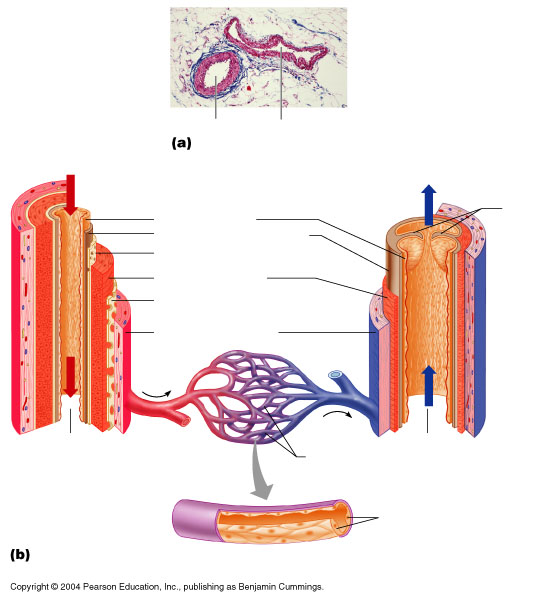 (a)
(b)
Copyright © 2004 Pearson Education, Inc., publishing as Benjamin Cummings.